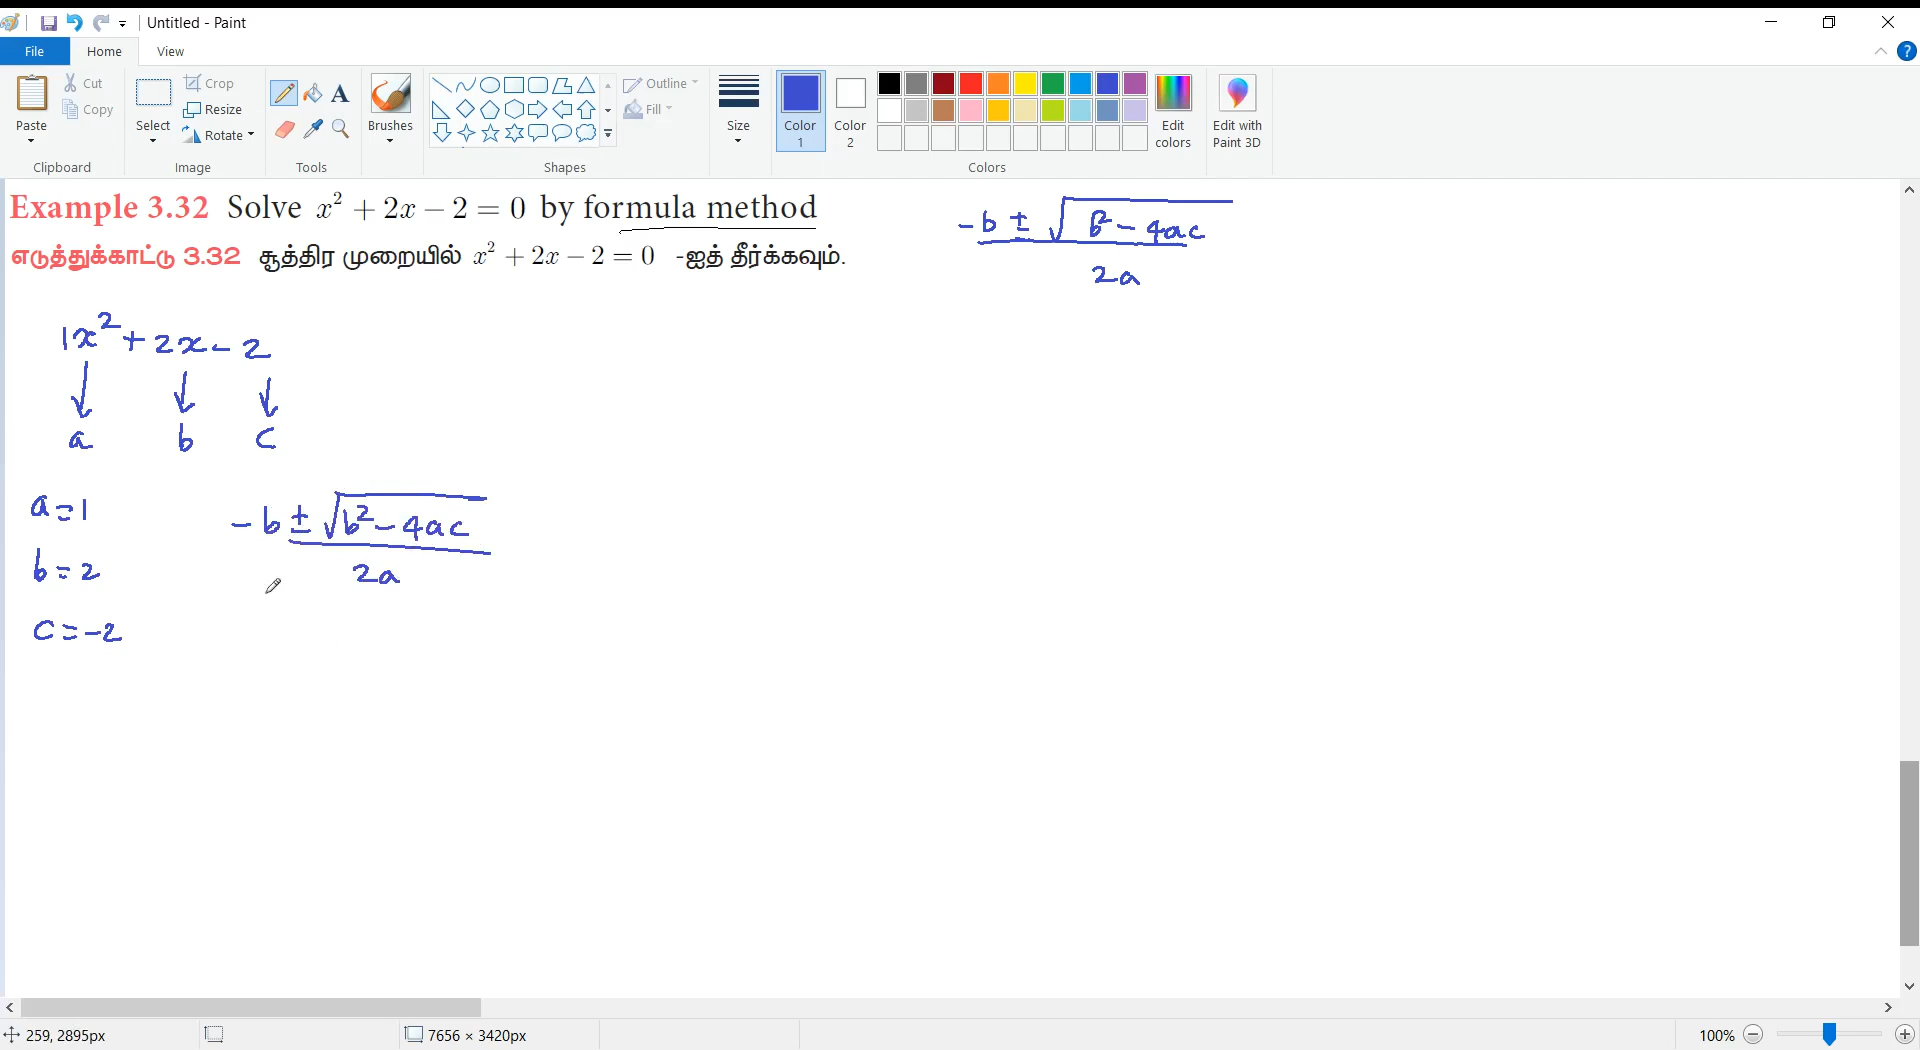 Untitled - Paint
File Home View
Paste Cut Copy Clipboard
Select Crop Resize Rotate Image
Tools
Brushes
Shapes
Outline
Fill
Size
Color 1
Color 2
Edit colors
Colors
Edit with Paint 3D
Example 3.32 Solve x² + 2x − 2 = 0 by formula method
எடுத்துக்காட்டு 3.32 சூத்திர முறையில் x² + 2x − 2 = 0 -ஐத் தீர்க்கவும்.
-b ± √b² - 4ac
2a
1x² + 2x - 2
a b c
a = 1
-b ± √b² - 4ac
2a
b = 2
c = -2
259, 2895px 7656 × 3420px 100%